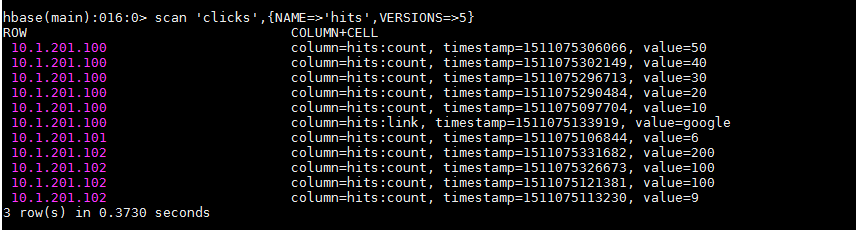 hbase(main):016:0> scan 'clicks',{NAME=>'hits',VERSIONS=>5}
ROW COLUMN+CELL
10.1.201.100 column=hits:count, timestamp=1511075306066, value=50
10.1.201.100 column=hits:count, timestamp=1511075302149, value=40
10.1.201.100 column=hits:count, timestamp=1511075296713, value=30
10.1.201.100 column=hits:count, timestamp=1511075290484, value=20
10.1.201.100 column=hits:count, timestamp=1511075097704, value=10
10.1.201.100 column=hits:link, timestamp=1511075133919, value=google
10.1.201.101 column=hits:count, timestamp=1511075106844, value=6
10.1.201.102 column=hits:count, timestamp=1511075331682, value=200
10.1.201.102 column=hits:count, timestamp=1511075326673, value=100
10.1.201.102 column=hits:count, timestamp=1511075121381, value=100
10.1.201.102 column=hits:count, timestamp=1511075113230, value=9
3 row(s) in 0.3730 seconds